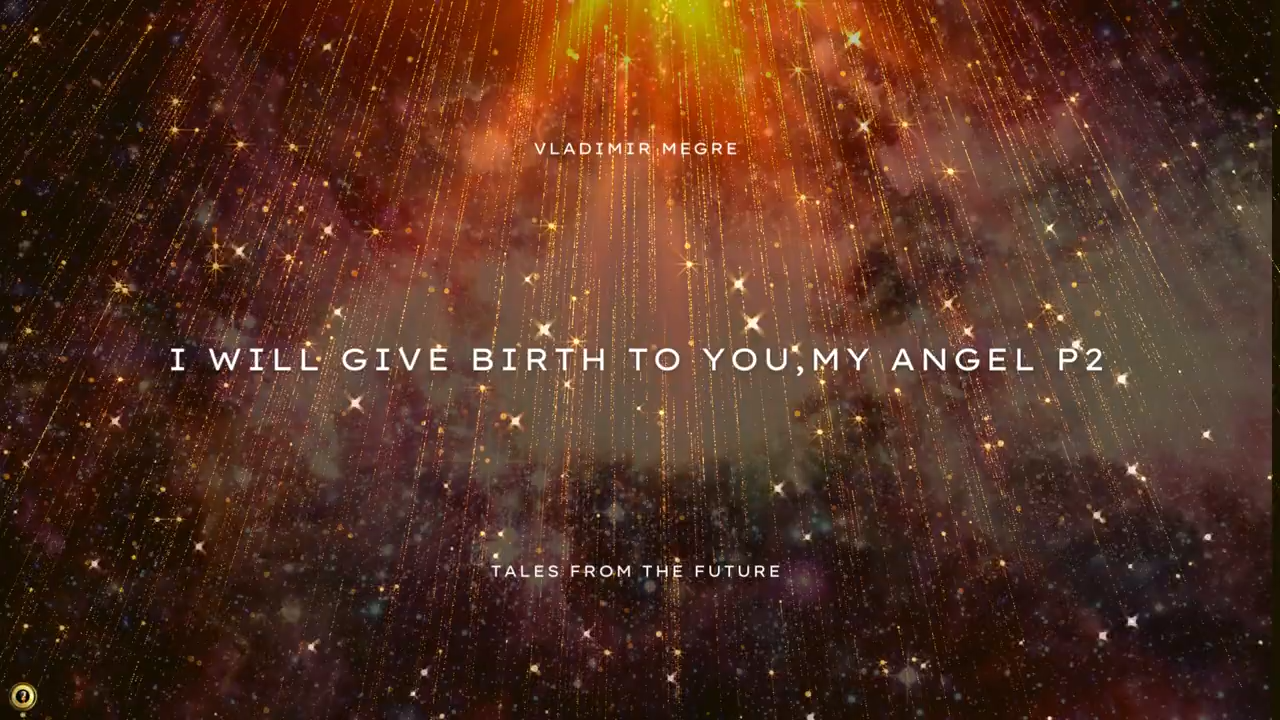 VLADIMIR MEGRE
I WILL GIVE BIRTH TO YOU,MY ANGEL P2
TALES FROM THE FUTURE